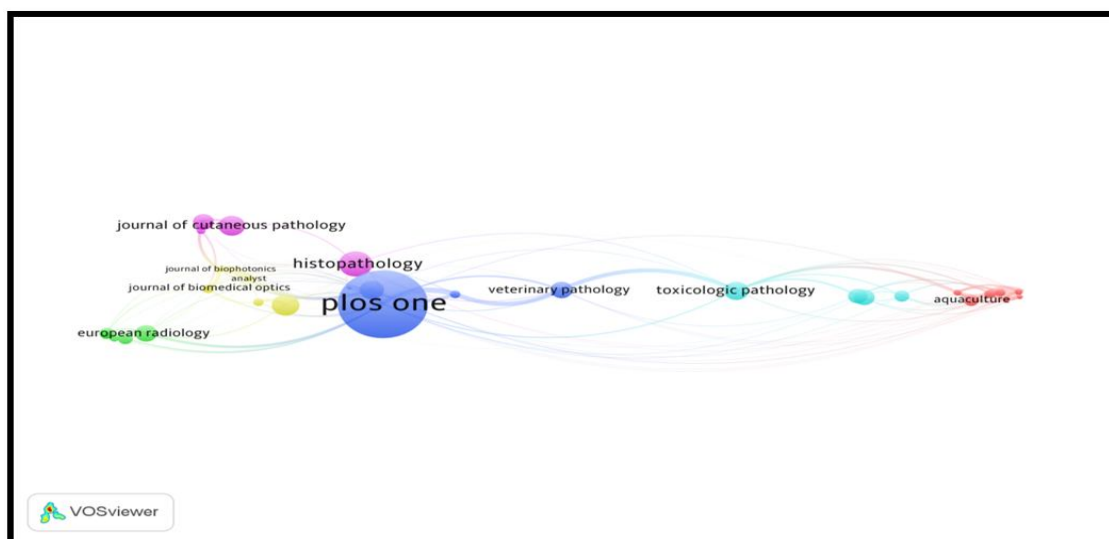 journal of cutaneous pathology
histopathology
journal of biophotonics
analyst
journal of biomedical optics
plos one
veterinary pathology
toxicologic pathology
aquaculture
european radiology
VOSviewer